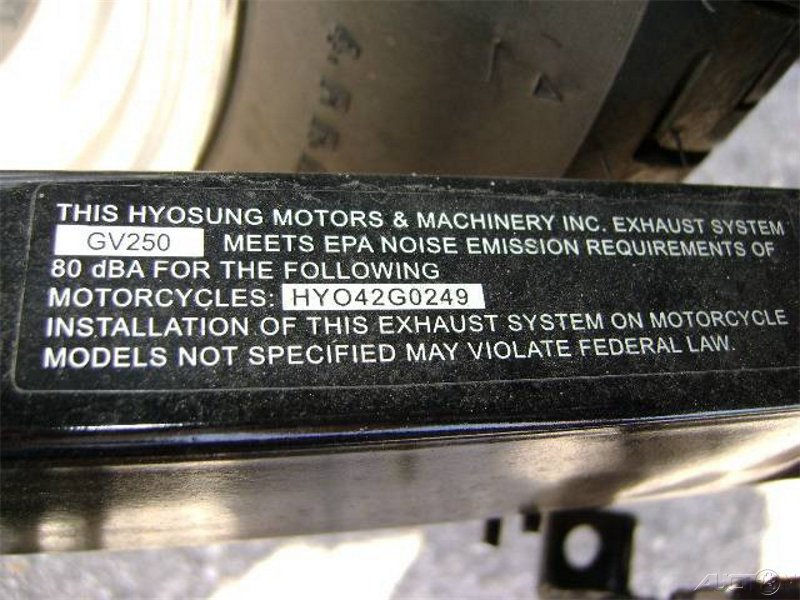 THIS HYOSUNG MOTORS & MACHINERY INC. EXHAUST SYSTEM
GV250 MEETS EPA NOISE EMISSION REQUIREMENTS OF
80 dBA FOR THE FOLLOWING
MOTORCYCLES: HYO42G0249
INSTALLATION OF THIS EXHAUST SYSTEM ON MOTORCYCLE
MODELS NOT SPECIFIED MAY VIOLATE FEDERAL LAW.